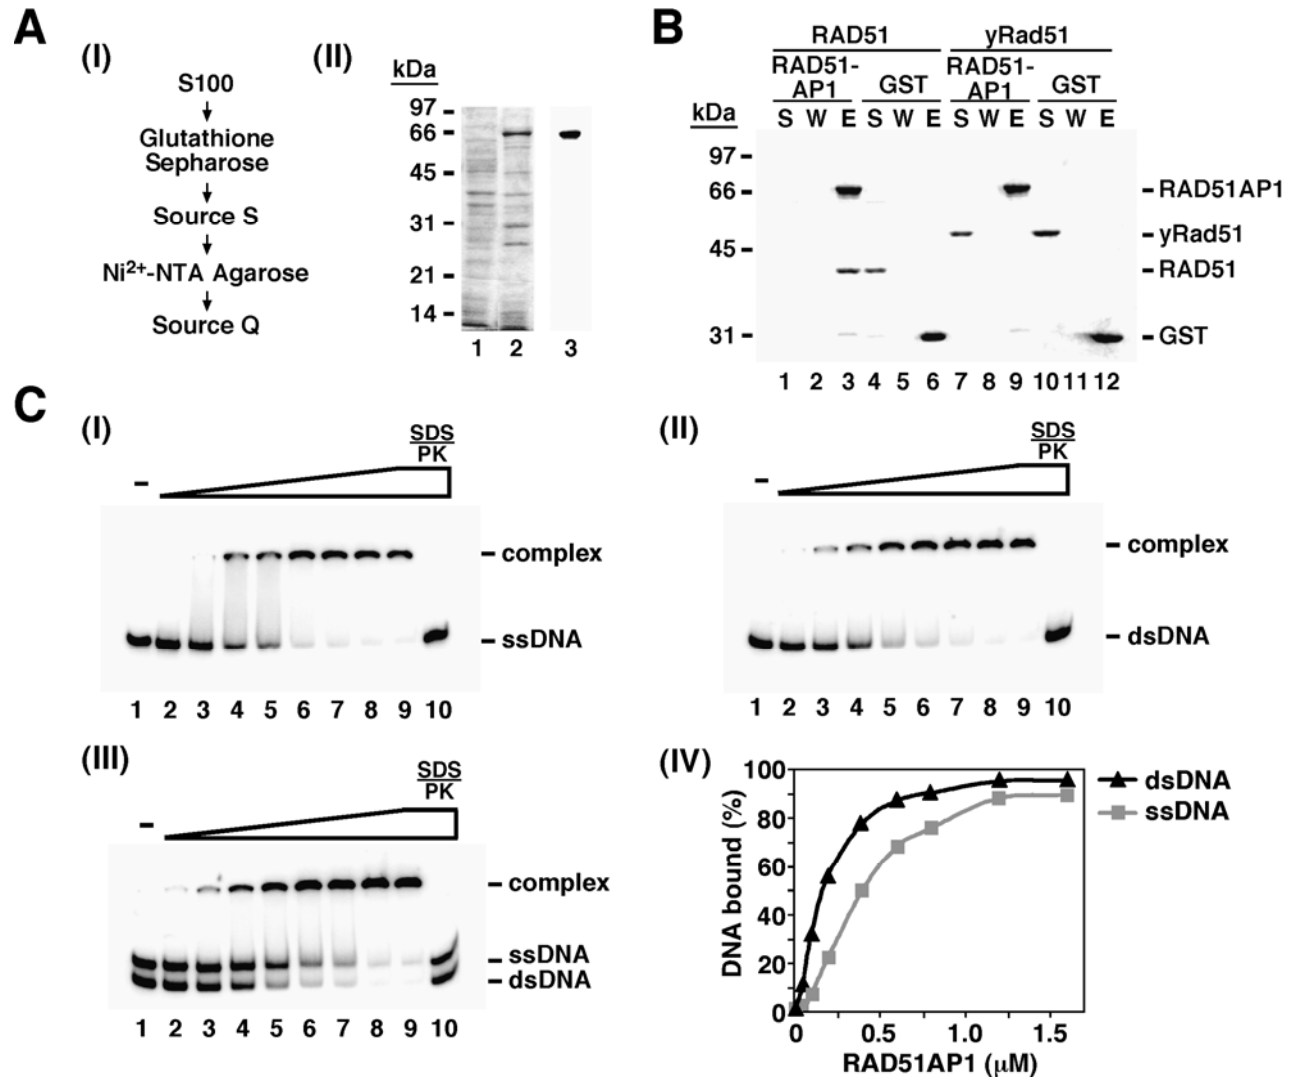 A
(I)
S100
Glutathione
Sepharose
Source S
Ni2+-NTA Agarose
Source Q
(II)
kDa
97
66
45
31
21
14
1 2 3
B
RAD51 yRad51
RAD51-AP1 GST RAD51-AP1 GST
S W E S W E S W E S W E
kDa
97
66
45
31
RAD51AP1
yRad51
RAD51
GST
1 2 3 4 5 6 7 8 9 10 11 12
C
(I)
SDS
PK
–
complex
ssDNA
1 2 3 4 5 6 7 8 9 10
(II)
SDS
PK
–
complex
dsDNA
1 2 3 4 5 6 7 8 9 10
(III)
SDS
PK
–
complex
ssDNA
dsDNA
1 2 3 4 5 6 7 8 9 10
(IV)
DNA bound (%)
100
80
60
40
20
0
0 0.5 1.0 1.5
RAD51AP1 (μM)
dsDNA
ssDNA